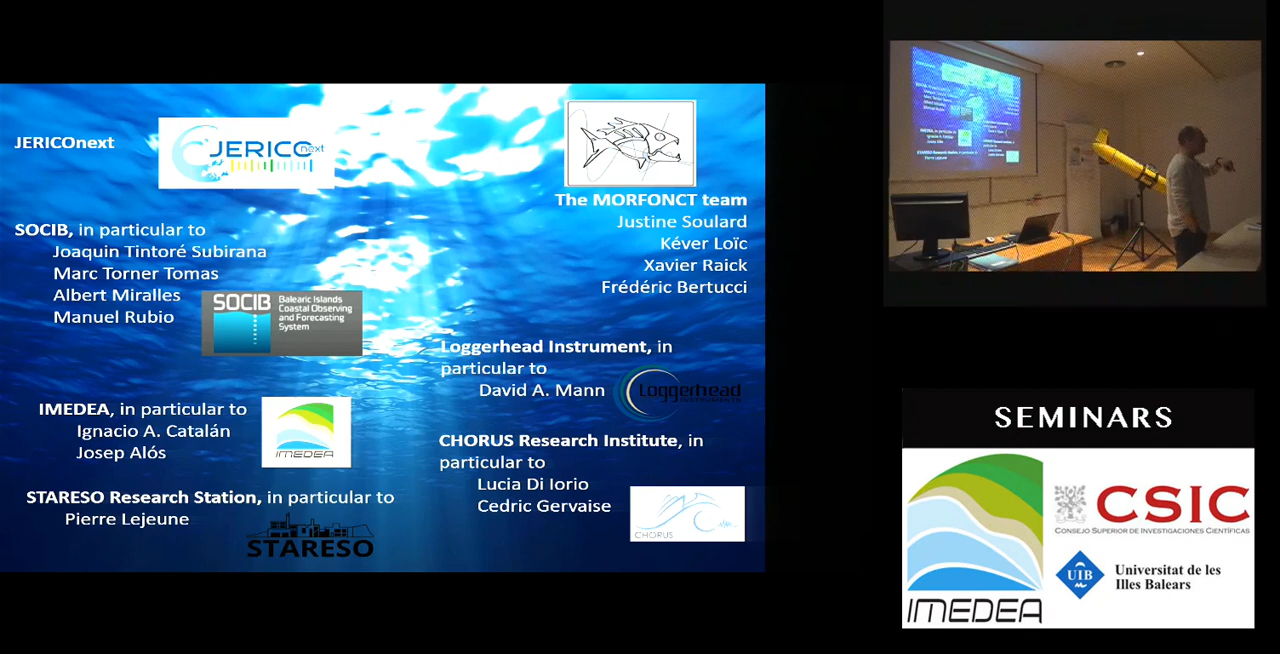 JERICOnext
JERICO
next
SOCIB, in particular to
Joaquin Tintoré Subirana
Marc Torner Tomas
Albert Miralles
Manuel Rubio
SOCIB
Balearic Islands
Coastal Observing
and Forecasting
System
IMEDEA, in particular to
Ignacio A. Catalán
Josep Alós
IMEDEA
STARESO Research Station, in particular to
Pierre Lejeune
STARESO
The MORFONCT team
Justine Soulard
Kéver Loïc
Xavier Raick
Frédéric Bertucci
Loggerhead Instrument, in
particular to
David A. Mann
Loggerhead
INSTRUMENTS
CHORUS Research Institute, in
particular to
Lucia Di Iorio
Cedric Gervaise
CHORUS
SEMINARS
IMEDEA
CSIC
CONSEJO SUPERIOR DE INVESTIGACIONES CIENTÍFICAS
UIB
Universitat de les
Illes Balears